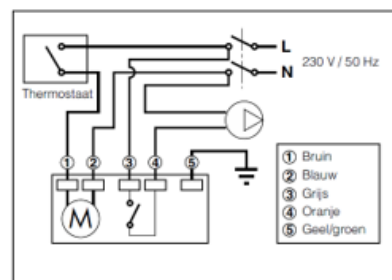 L
N
230 V / 50 Hz
Thermostaat
1 2 3 4 5
M
1 Bruin
2 Blauw
3 Grijs
4 Oranje
5 Geel/groen